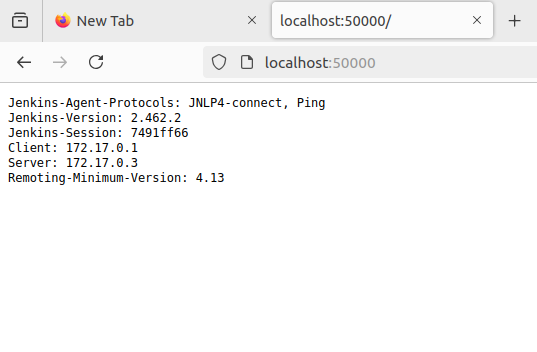 New Tab
localhost:50000/
localhost:50000
Jenkins-Agent-Protocols: JNLP4-connect, Ping
Jenkins-Version: 2.462.2
Jenkins-Session: 7491ff66
Client: 172.17.0.1
Server: 172.17.0.3
Remoting-Minimum-Version: 4.13